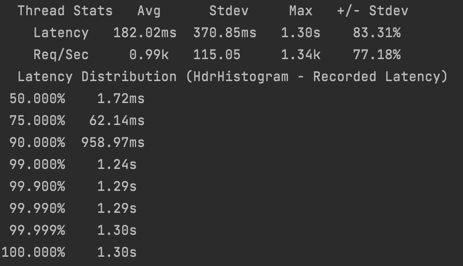 Thread Stats   Avg      Stdev     Max   +/- Stdev
Latency   182.02ms  370.85ms   1.30s    83.31%
Req/Sec     0.99k   115.05     1.34k    77.18%
Latency Distribution (HdrHistogram - Recorded Latency)
50.000%    1.72ms
75.000%   62.14ms
90.000%  958.97ms
99.000%    1.24s
99.900%    1.29s
99.990%    1.29s
99.999%    1.30s
100.000%    1.30s